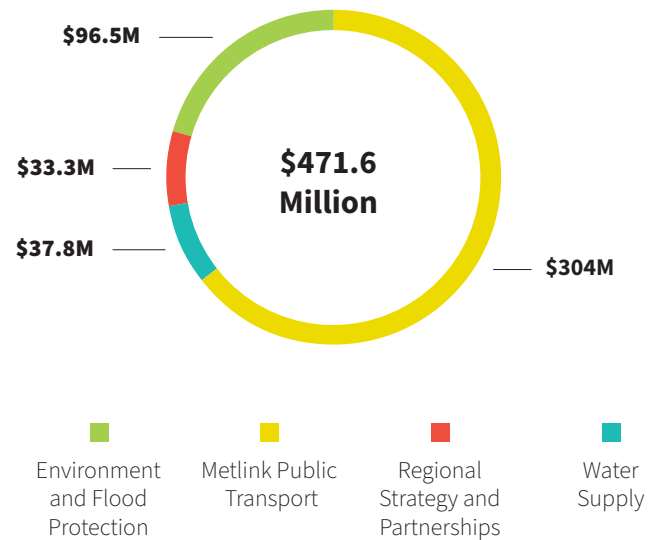 $96.5M
$33.3M
$37.8M
$471.6
Million
$304M
Environment
and Flood
Protection
Metlink Public
Transport
Regional
Strategy and
Partnerships
Water
Supply